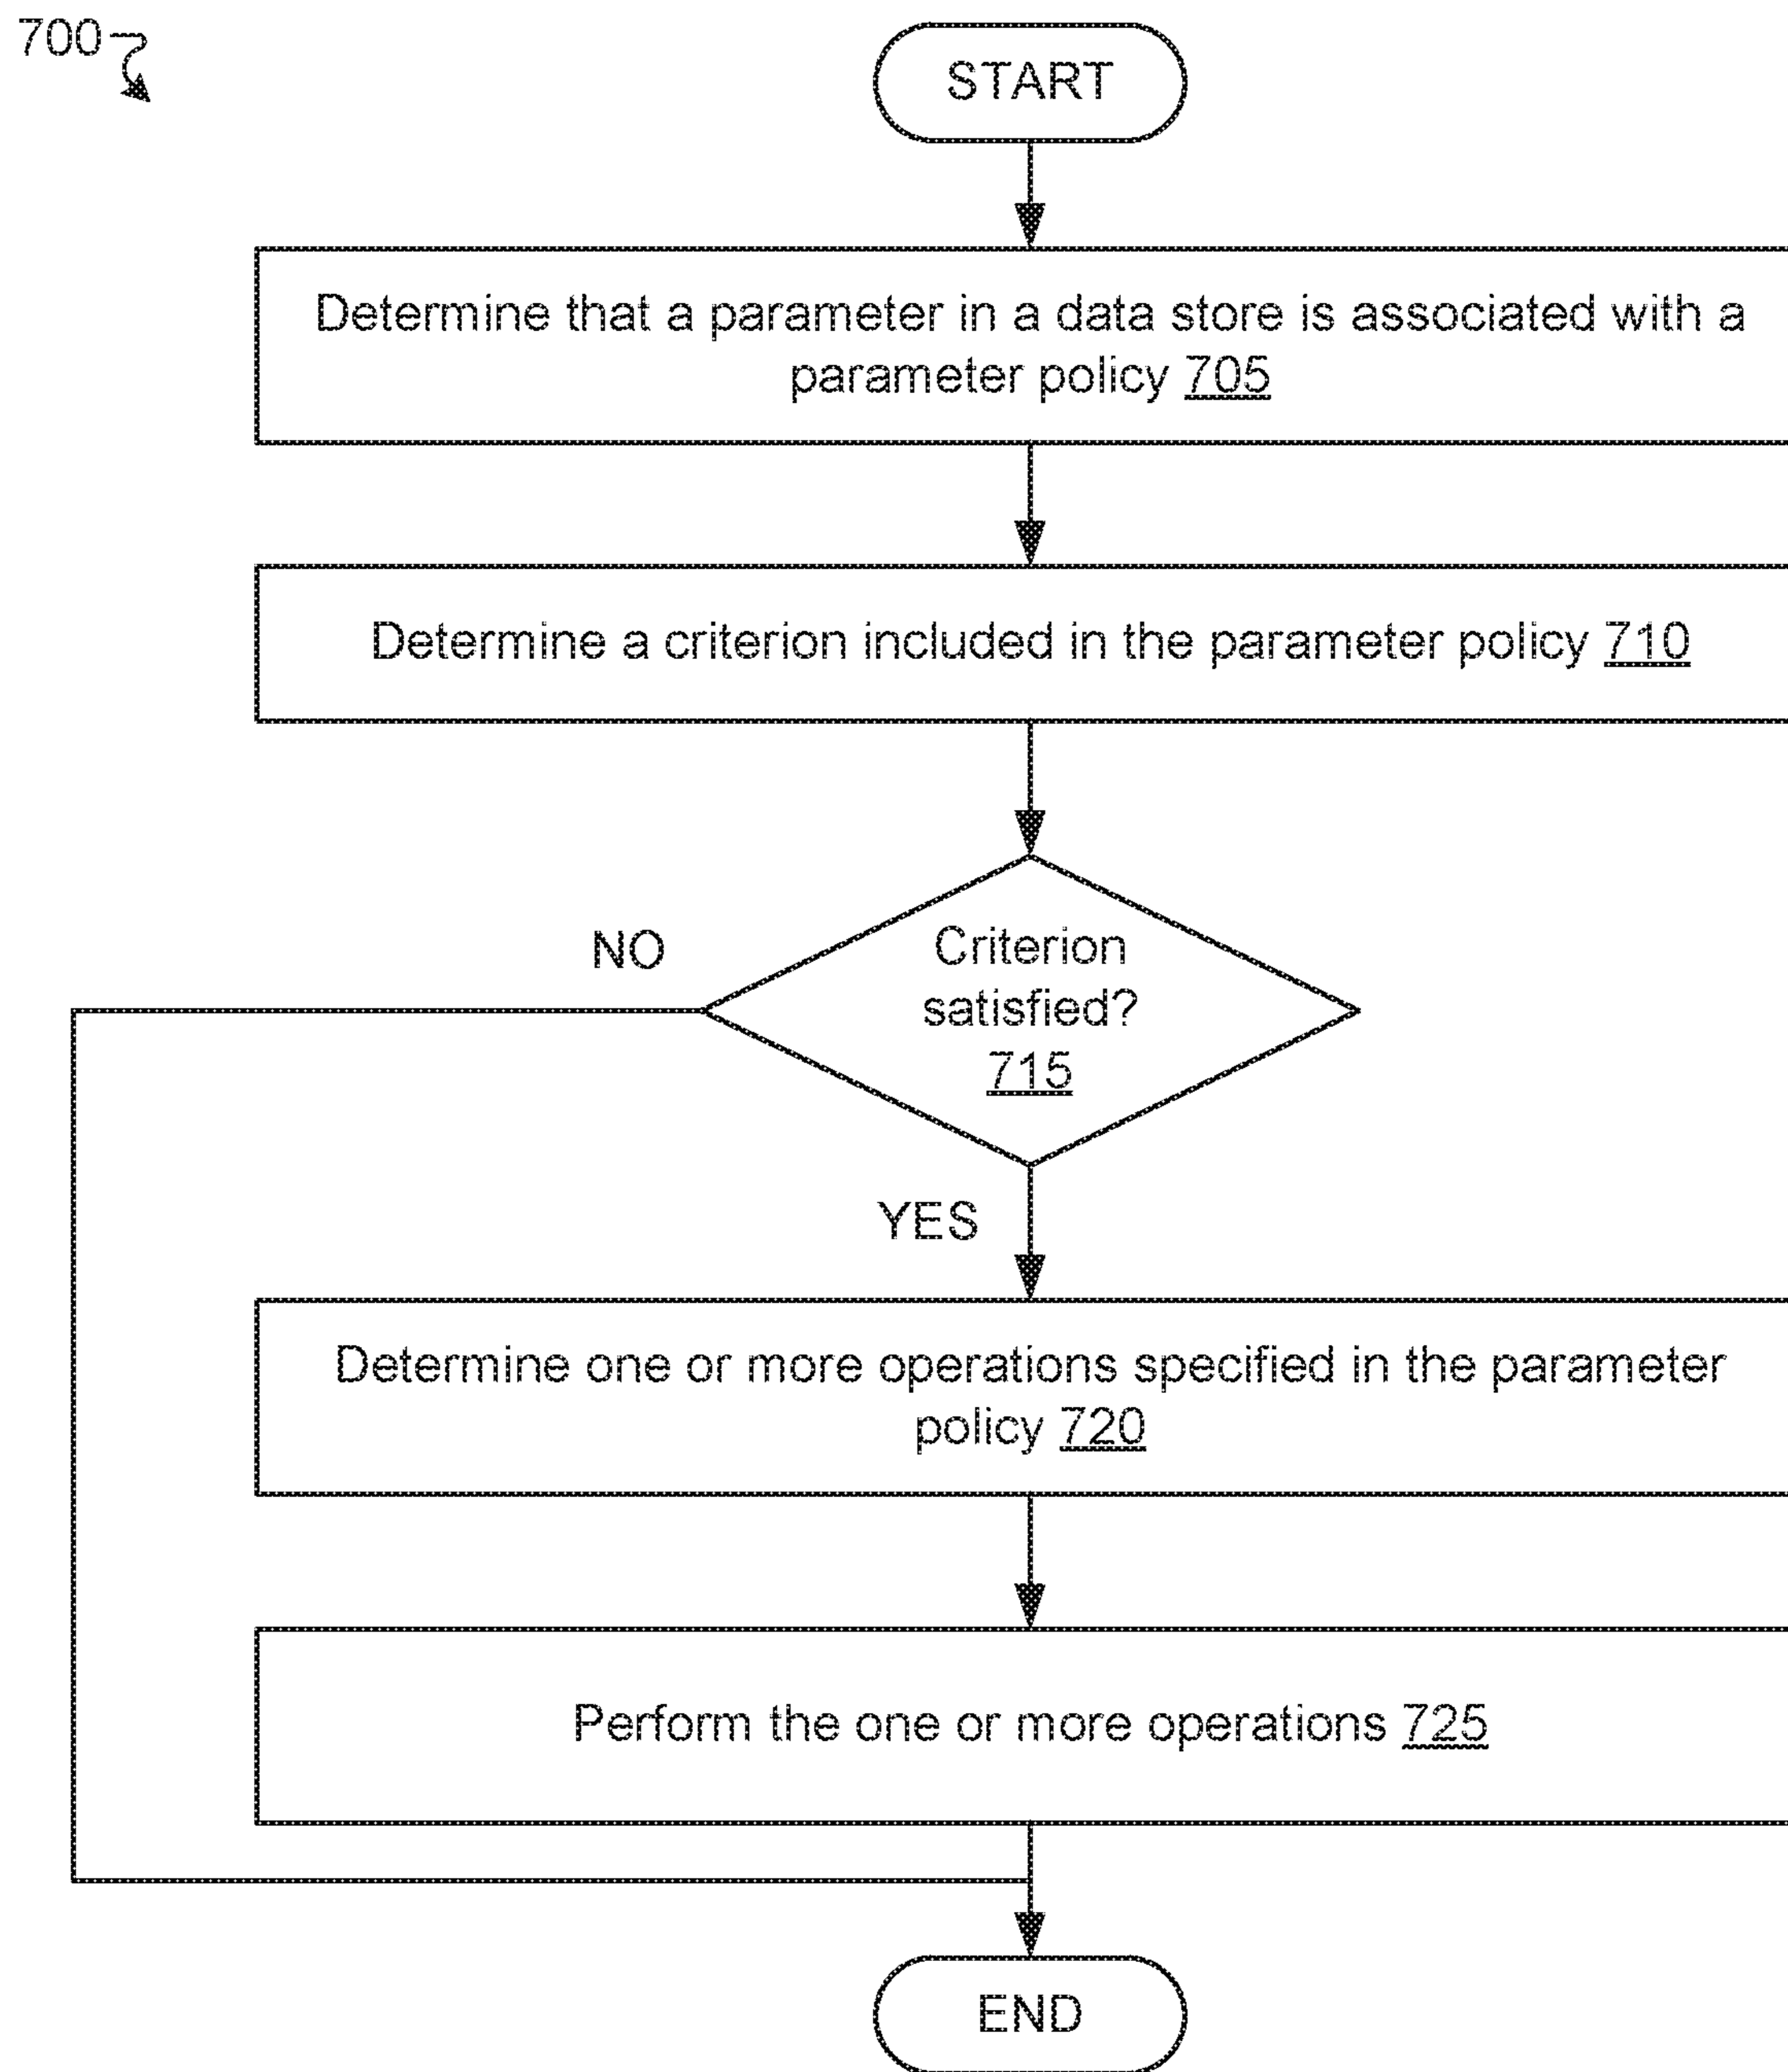 700
START
Determine that a parameter in a data store is associated with a
parameter policy 705
Determine a criterion included in the parameter policy 710
Criterion
satisfied?
715
NO
YES
Determine one or more operations specified in the parameter
policy 720
Perform the one or more operations 725
END